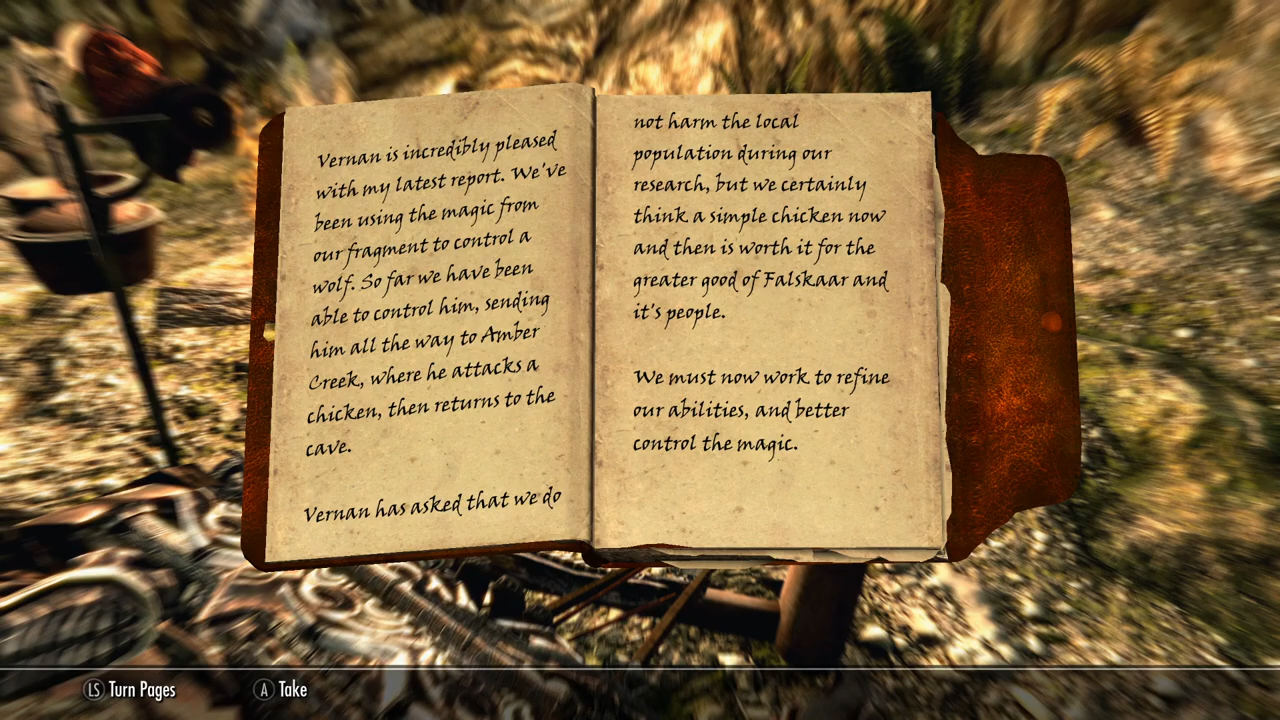 Vernan is incredibly pleased
with my latest report. We've
been using the magic from
our fragment to control a
wolf. So far we have been
able to control him, sending
him all the way to Amber
Creek, where he attacks a
chicken, then returns to the
cave.
Vernan has asked that we do
not harm the local
population during our
research, but we certainly
think a simple chicken now
and then is worth it for the
greater good of Falskaar and
it's people.
We must now work to refine
our abilities, and better
control the magic.
LS Turn Pages
A Take